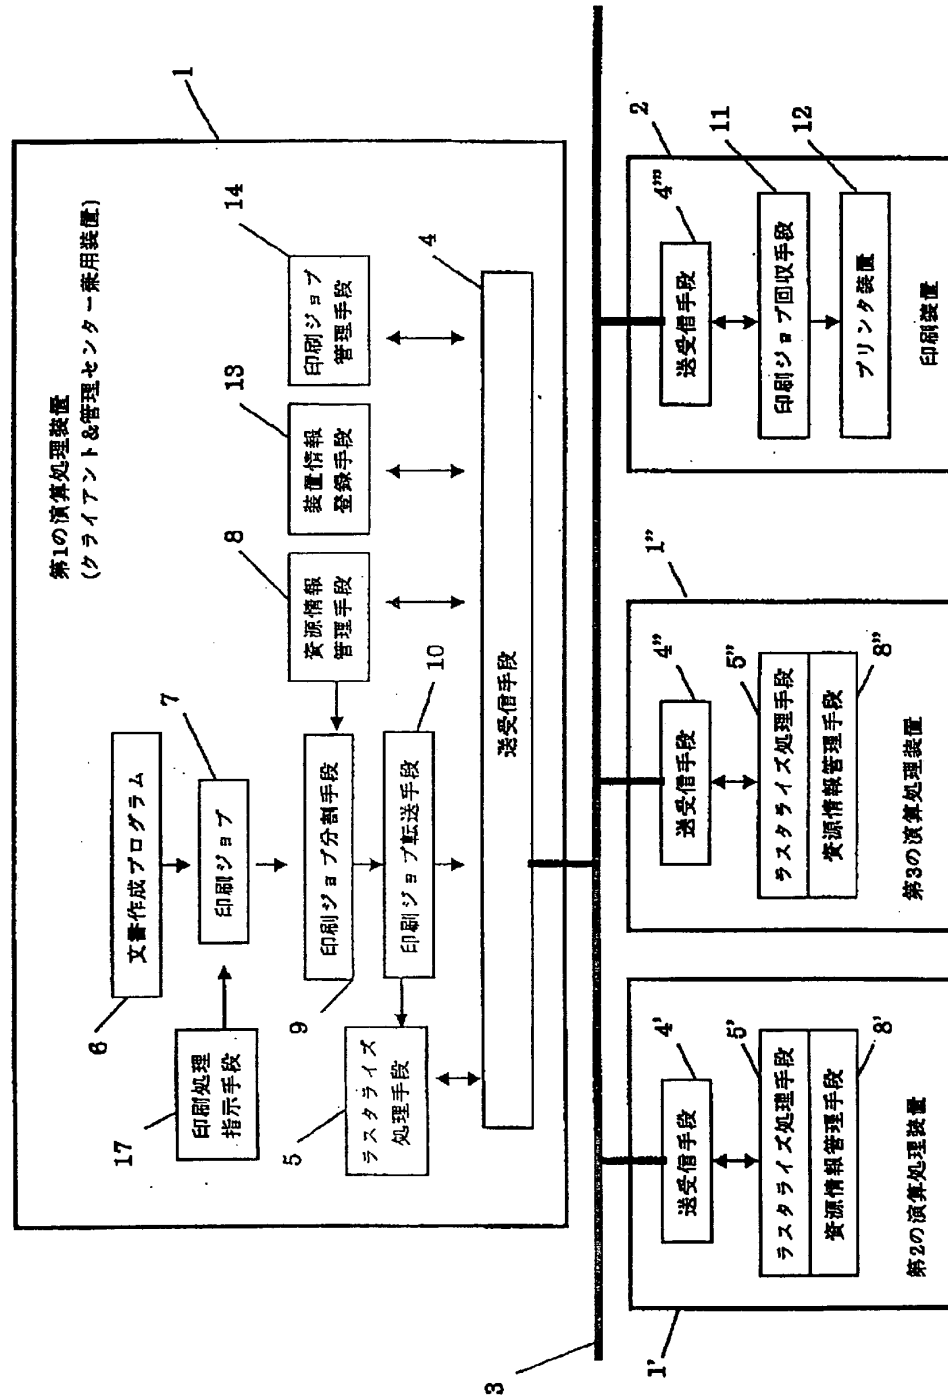 1
第1の演算処理装置
(クライアント&管理センター兼用装置)
6
文書作成プログラム
17
印刷処理
指示手段
7
印刷ジョブ
8
資源情報
管理手段
13
装置情報
登録手段
14
印刷ジョブ
管理手段
9
印刷ジョブ分割手段
10
印刷ジョブ転送手段
5
ラスタライズ
処理手段
4
送受信手段
3
1'
4'
送受信手段
5'
ラスタライズ処理手段
8'
資源情報管理手段
第2の演算処理装置
1"
4"
送受信手段
5"
ラスタライズ処理手段
8"
資源情報管理手段
第3の演算処理装置
2
4'''
送受信手段
11
印刷ジョブ回収手段
12
プリンタ装置
印刷装置